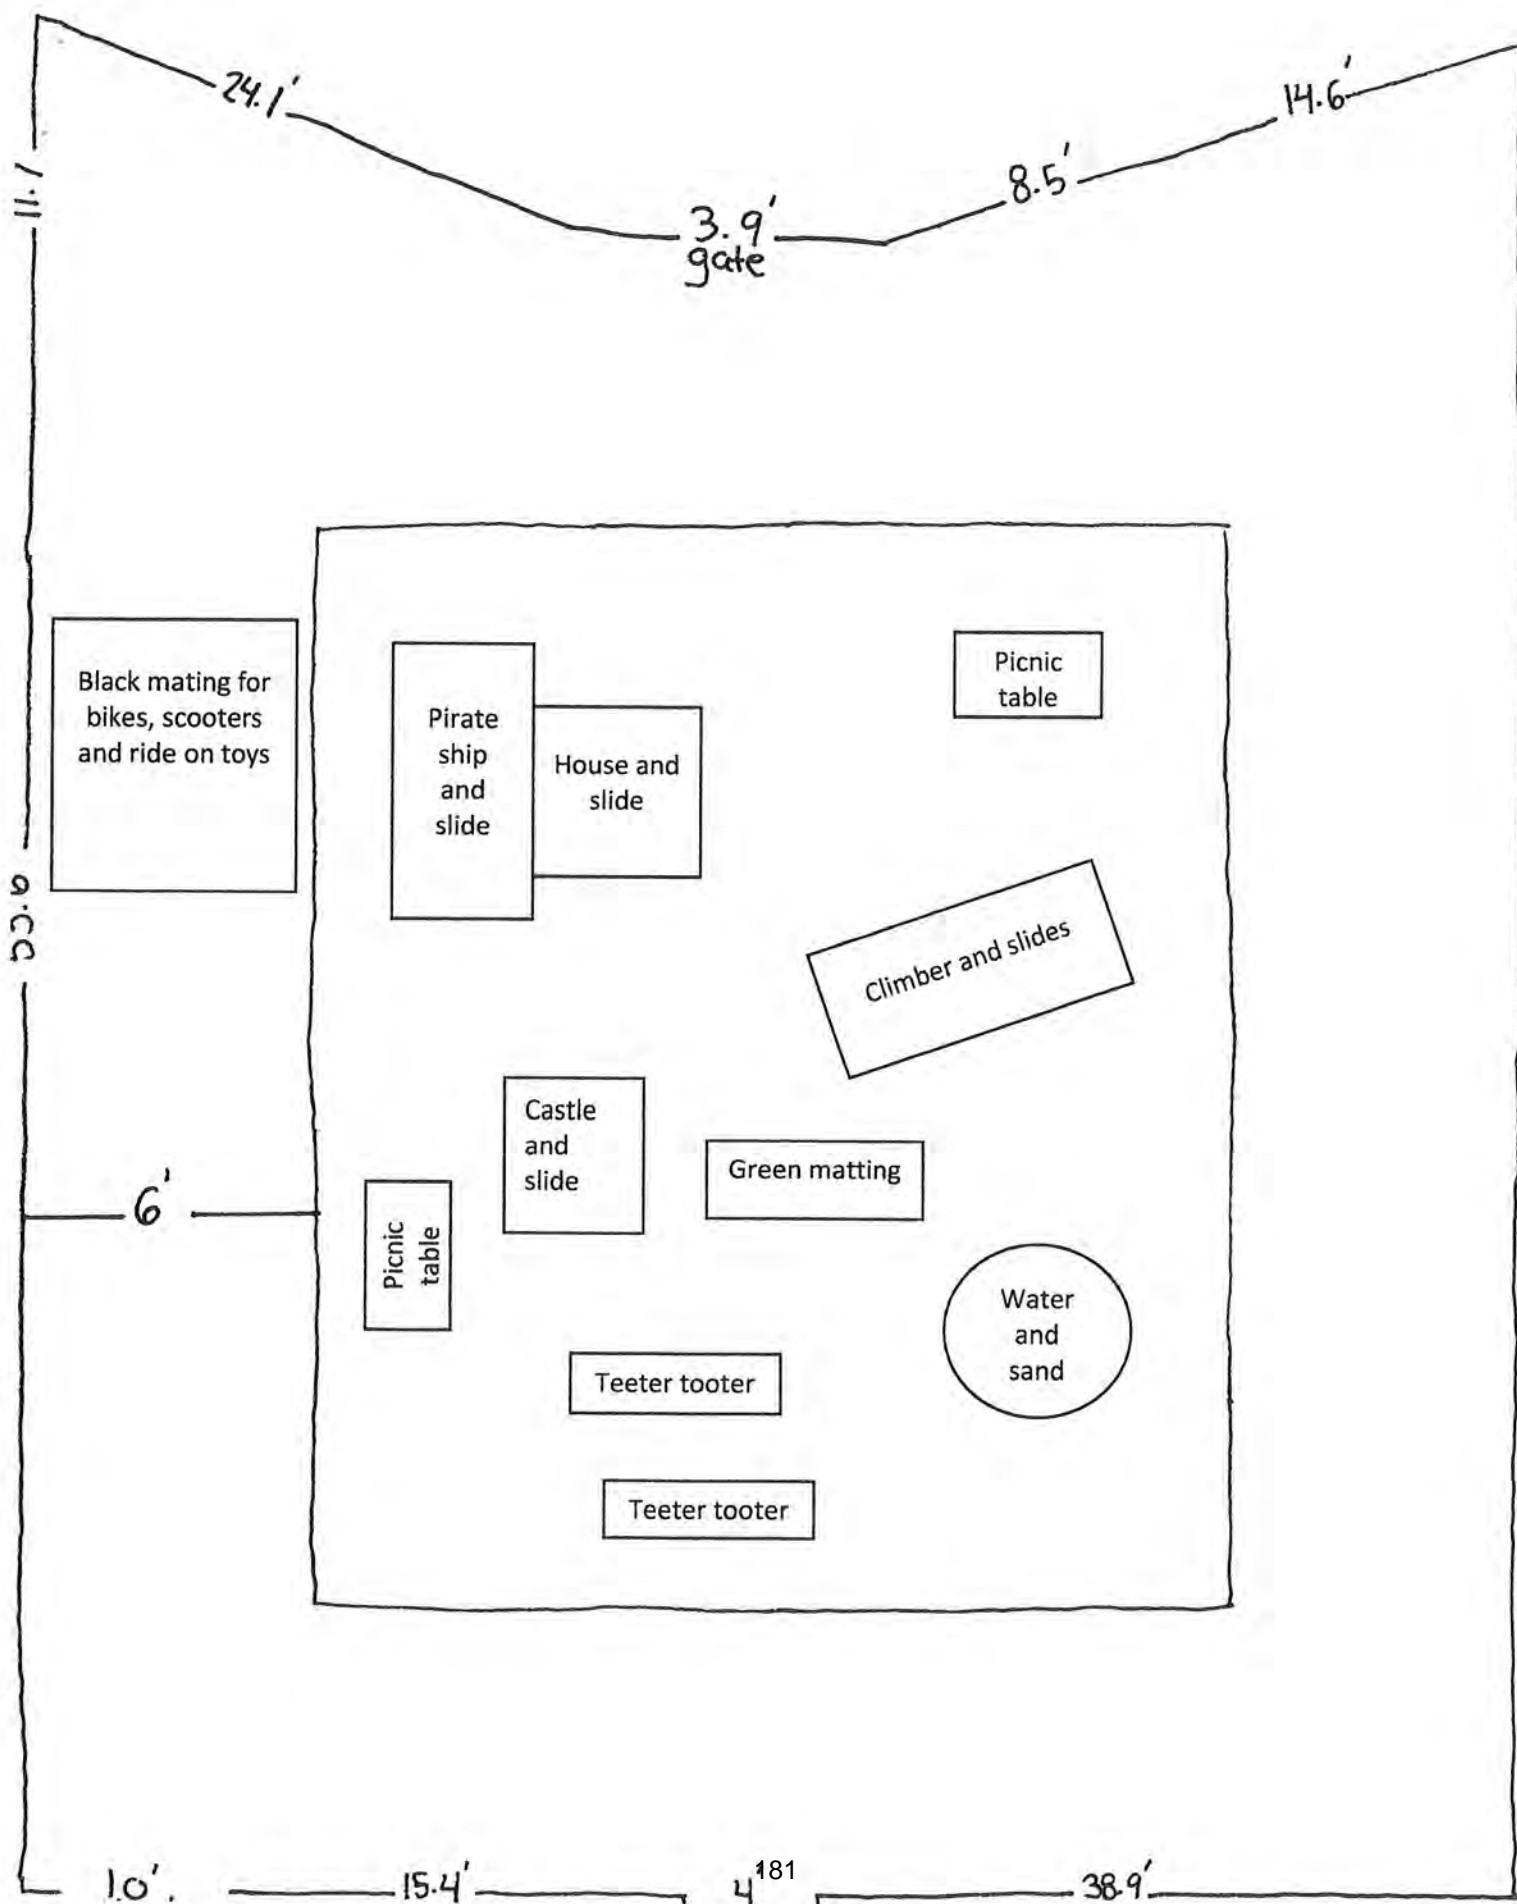 24.1'
14.6'
8.5'
11.1
3.9'
gate
Picnic
table
Black mating for
bikes, scooters
and ride on toys
Pirate
ship
and
slide
House and
slide
Climber and slides
Castle
and
slide
Green matting
6'
Picnic
table
Water
and
sand
Teeter tooter
Teeter tooter
181
10'.
15.4'
4'
38.9'